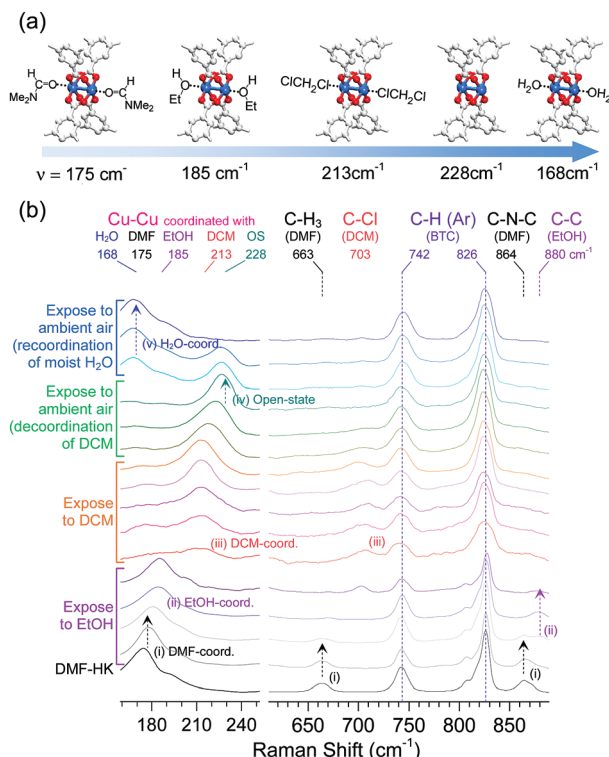 (a)
H
C=O
Me₂N
O
C
H
NMe₂
H
O
Et
H
O
Et
ClCH₂Cl
ClCH₂Cl
H₂O
OH₂
ν = 175 cm⁻
185 cm⁻¹
213cm⁻¹
228cm⁻¹
168cm⁻¹
(b)
Cu-Cu coordinated with
H₂O DMF EtOH DCM OS
168 175 185 213 228
C-H₃
(DMF)
663
C-Cl
(DCM)
703
C-H (Ar)
(BTC)
742 826
C-N-C
(DMF)
864
C-C
(EtOH)
880 cm⁻¹
Expose to
ambient air
(recoordination
of moist H₂O
(v) H₂O-coord.
Expose to
ambient air
(decoordination
of DCM
(iv) Open-state
Expose
to DCM
(iii) DCM-coord.
(iii)
Expose
to EtOH
(ii) EtOH-coord.
(ii)
DMF-HK
(i) DMF-coord.
(i)
(i)
180 210 240 650 700 750 800 850
Raman Shift (cm⁻¹)